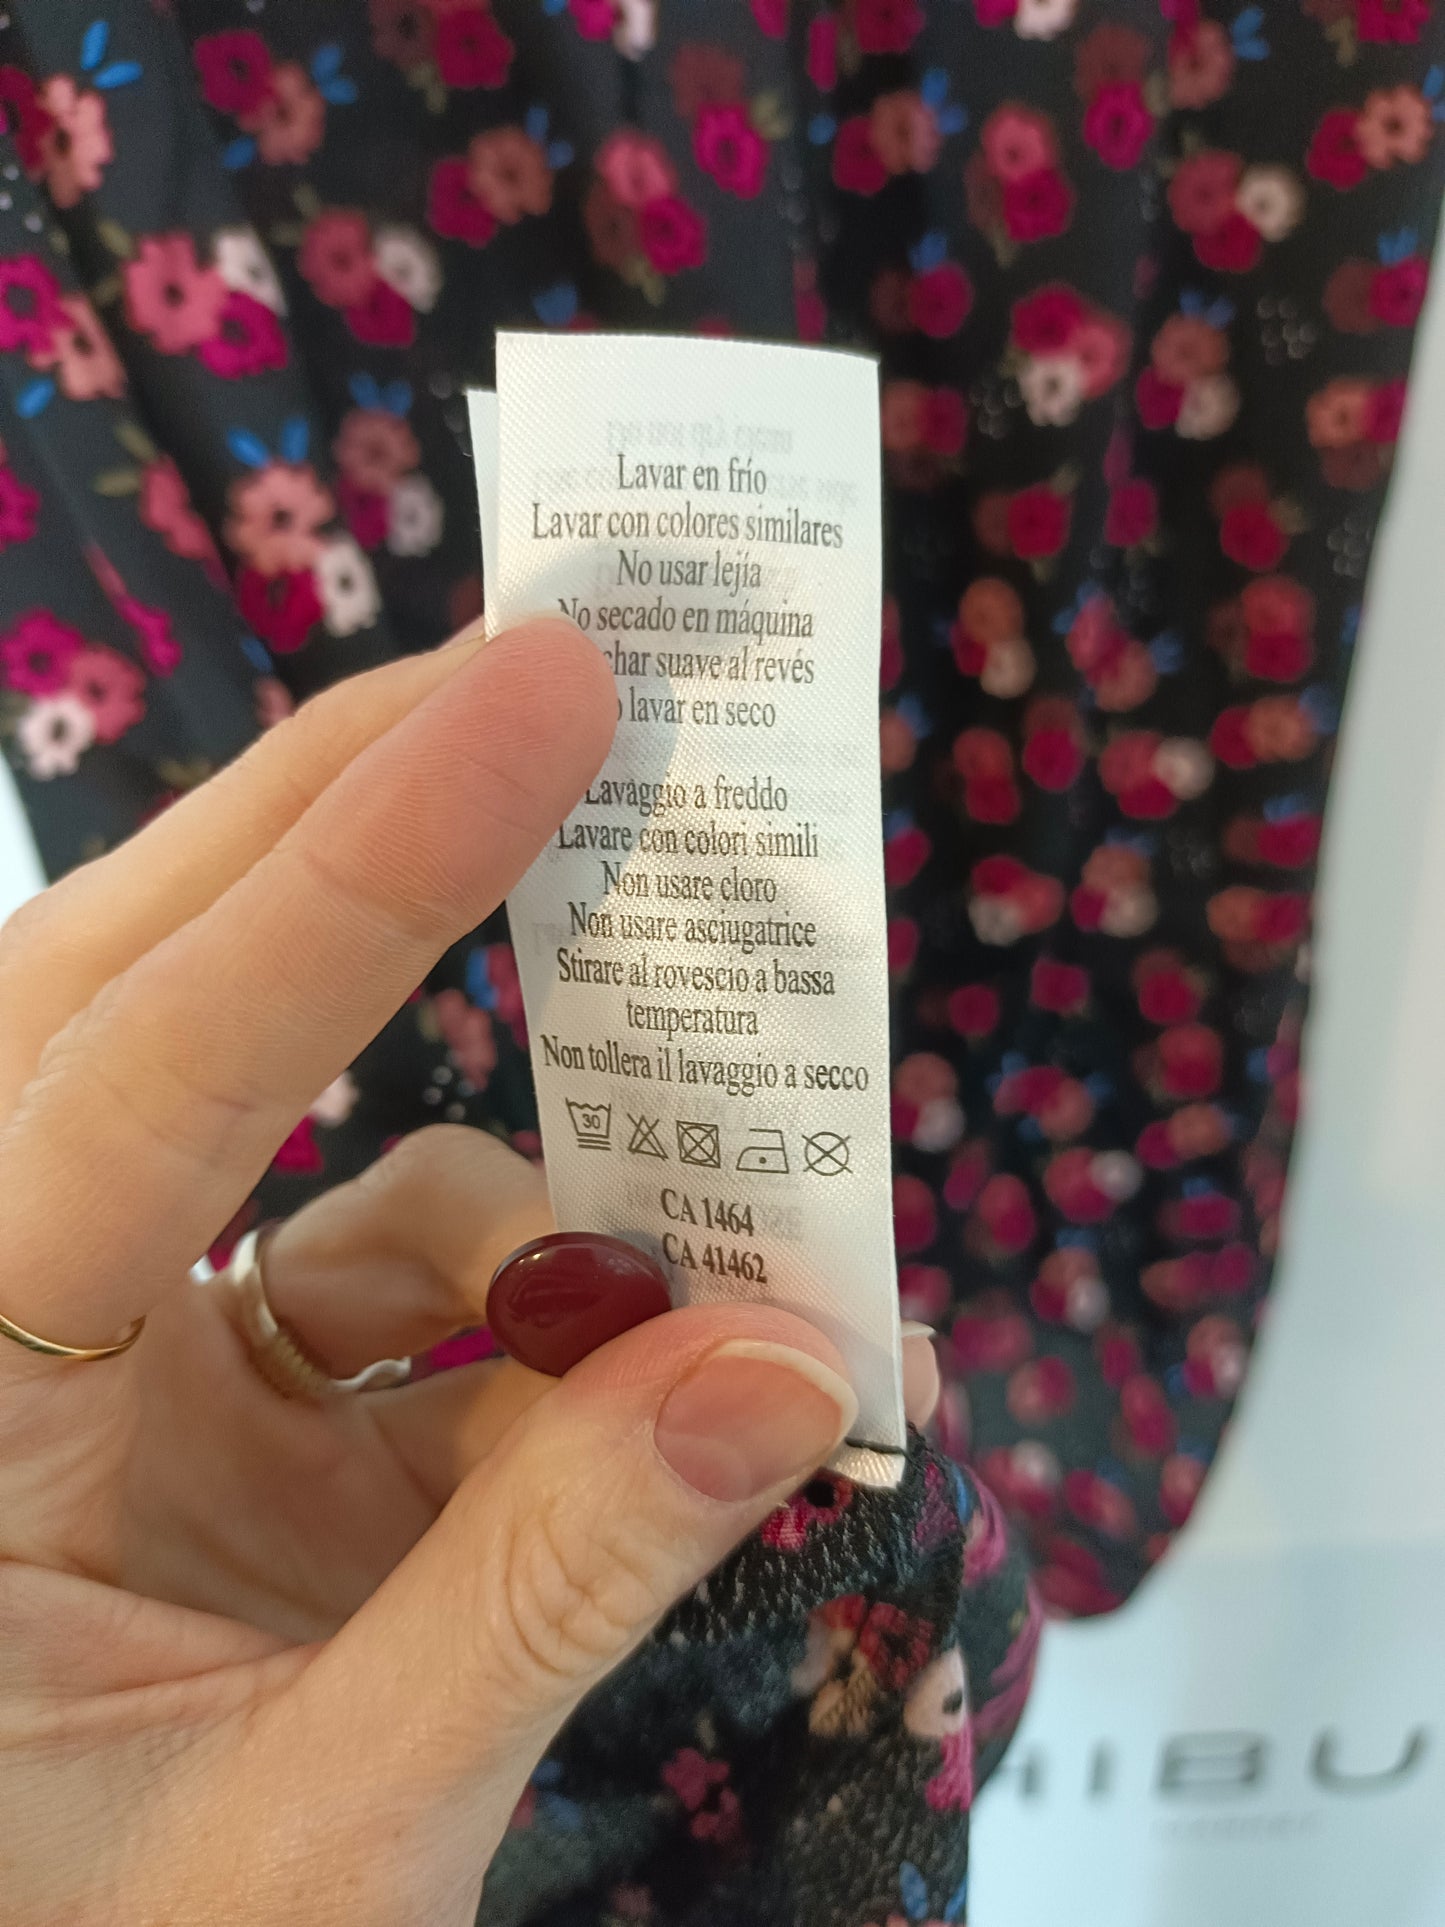 Lavar en frío
Lavar con colores similares
No usar lejía
No secado en máquina
char suave al revés
lavar en seco
Lavaggio a freddo
Lavare con colori simili
Non usare cloro
Non usare asciugatrice
Stirare al rovescio a bassa
temperatura
Non tollera il lavaggio a secco
30
CA 1464
CA 41462
IBU